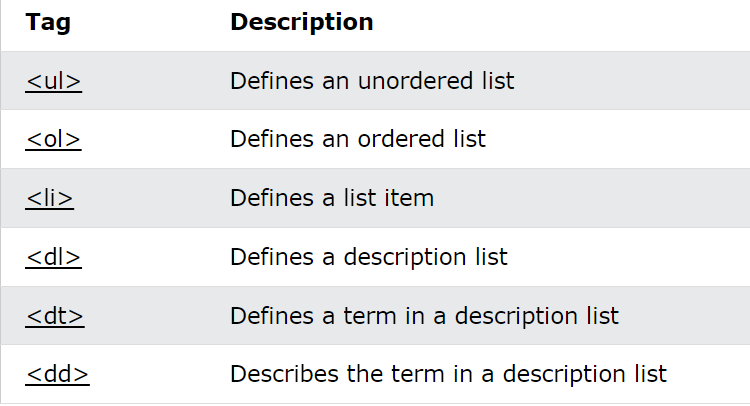 Tag Description
<ul> Defines an unordered list
<ol> Defines an ordered list
<li> Defines a list item
<dl> Defines a description list
<dt> Defines a term in a description list
<dd> Describes the term in a description list